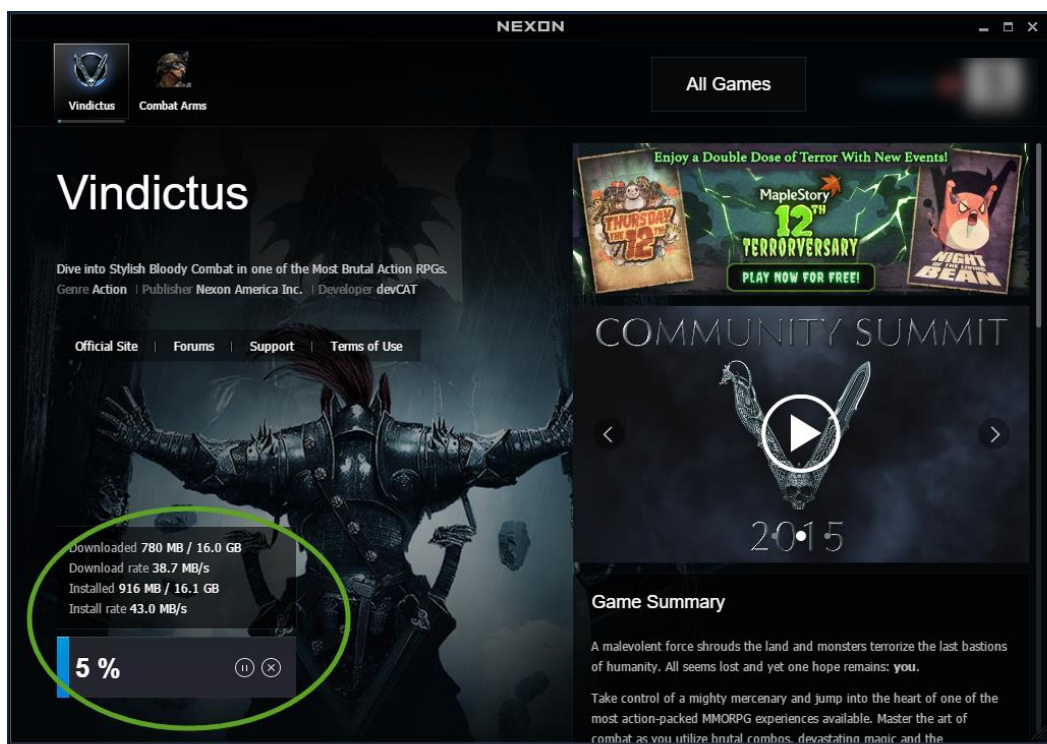 NEXON
Vindictus
Combat Arms
All Games
Vindictus
Dive into Stylish Bloody Combat in one of the Most Brutal Action RPGs.
Genre Action | Publisher Nexon America Inc. | Developer devCAT
Official Site | Forums | Support | Terms of Use
Downloaded 780 MB / 16.0 GB
Download rate 38.7 MB/s
Installed 916 MB / 16.1 GB
Install rate 43.0 MB/s
5 %
Enjoy a Double Dose of Terror With New Events!
THURSDAY
THE 12TH
MapleStory
12TH
TERRORVERSARY
PLAY NOW FOR FREE!
NIGHT
OF THE LIVING
BEAN
COMMUNITY SUMMIT
2015
Game Summary
A malevolent force shrouds the land and monsters terrorize the last bastions
of humanity. All seems lost and yet one hope remains: you.
Take control of a mighty mercenary and jump into the heart of one of the
most action-packed MMORPG experiences available. Master the art of
combat as you utilize brutal combos, devastating magic and the